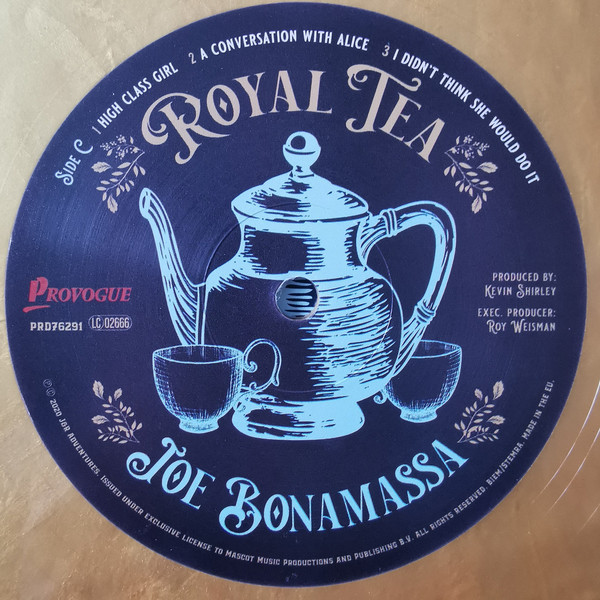 Side C 1 High Class Girl 2 A Conversation With Alice 3 I Didn't Think She Would Do It
Royal Tea
Provogue
PRD76291 LC 02666
Produced by:
Kevin Shirley
Exec. Producer:
Roy Weisman
Joe Bonamassa
℗ © 2020 J&R Adventures. Issued under exclusive license to Mascot Music Productions and Publishing B.V. All rights reserved. BIEM/STEMRA. Made in the EU.